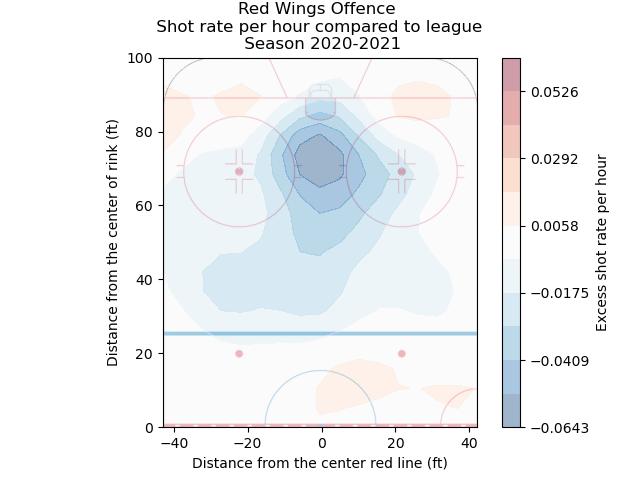 Red Wings Offence
Shot rate per hour compared to league
Season 2020-2021
100
80
60
40
20
0
Distance from the center of rink (ft)
−40
−20
0
20
40
Distance from the center red line (ft)
0.0526
0.0292
0.0058
−0.0175
−0.0409
−0.0643
Excess shot rate per hour